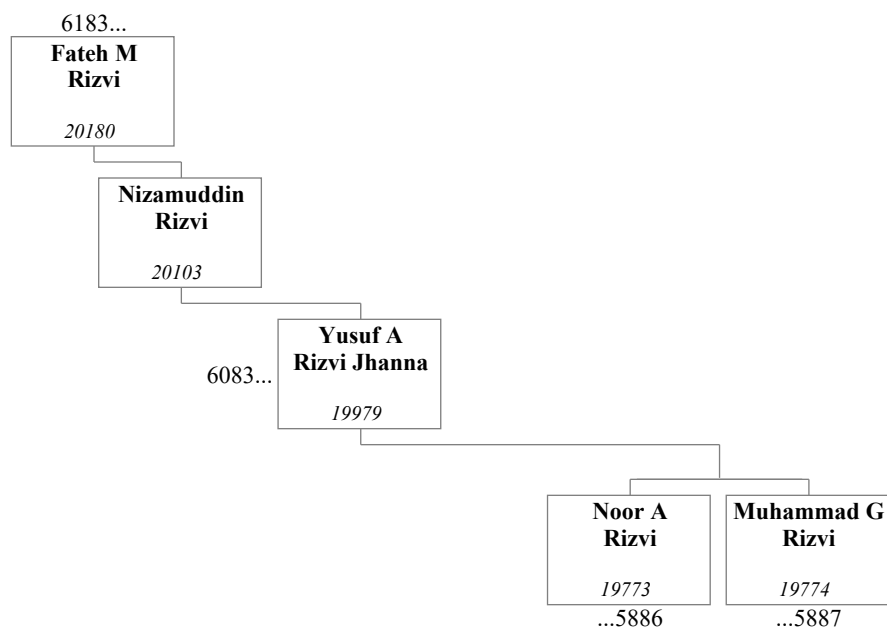 6183...
Fateh M
Rizvi
20180
Nizamuddin
Rizvi
20103
Yusuf A
Rizvi Jhanna
6083...
19979
Noor A
Rizvi
19773
...5886
Muhammad G
Rizvi
19774
...5887